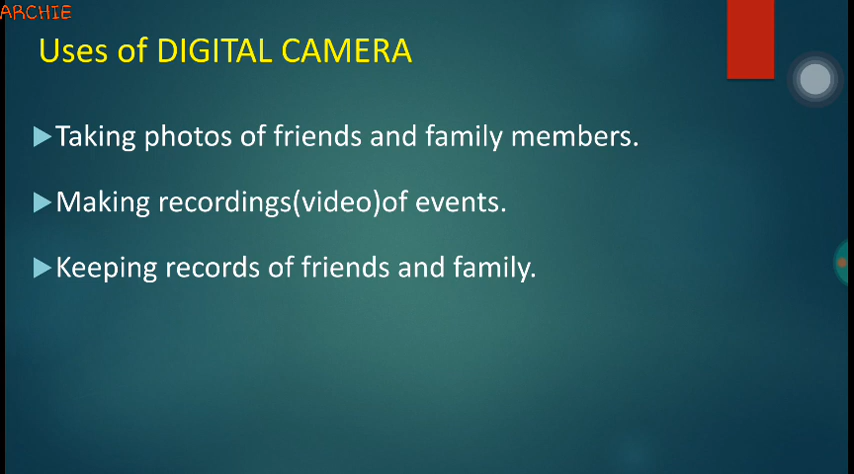 ARCHIE
Uses of DIGITAL CAMERA
Taking photos of friends and family members.
Making recordings(video)of events.
Keeping records of friends and family.